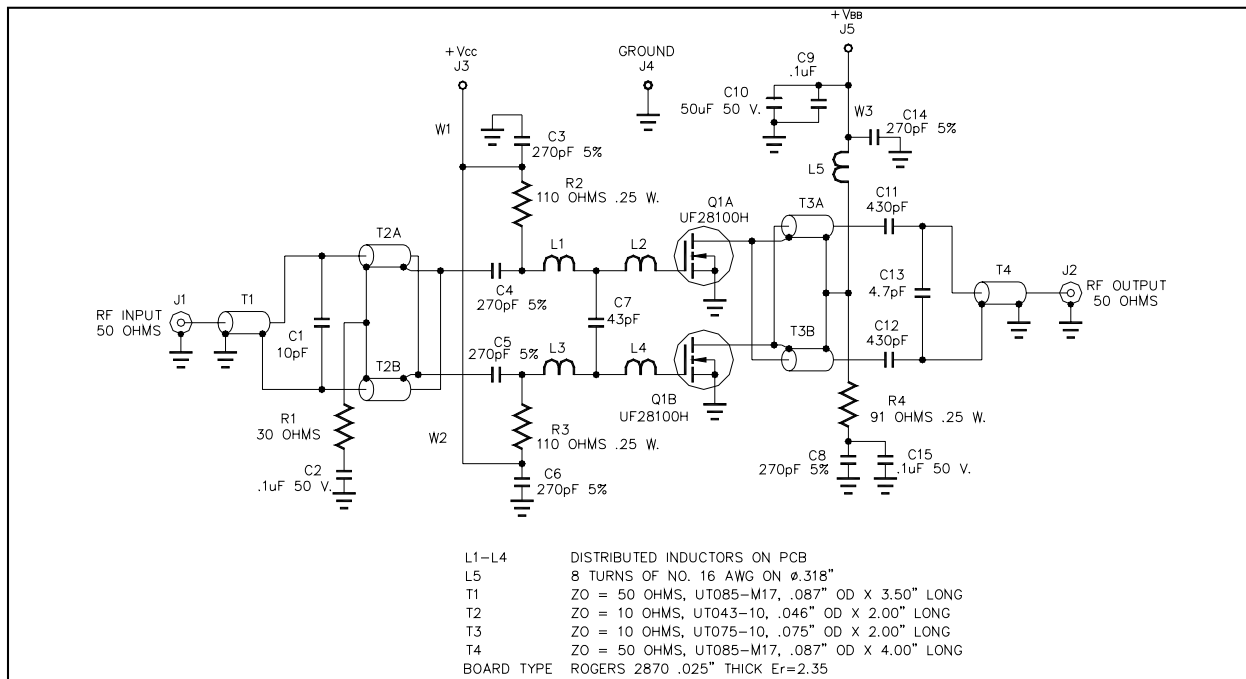 +VBB
J5
+Vcc
J3
GROUND
J4
C9
.1uF
C10
50uF 50 V.
W3
C14
270pF 5%
W1
C3
270pF 5%
L5
R2
110 OHMS .25 W.
Q1A
UF28100H
T3A
C11
430pF
T2A
L1
L2
J1
T1
RF INPUT
50 OHMS
C1
10pF
C4
270pF 5%
C7
43pF
C13
4.7pF
T4
J2
RF OUTPUT
50 OHMS
T2B
C5
270pF 5%
L3
L4
T3B
C12
430pF
Q1B
UF28100H
R1
30 OHMS
W2
R3
110 OHMS .25 W.
R4
91 OHMS .25 W.
C2
.1uF 50 V.
C6
270pF 5%
C8
270pF 5%
C15
.1uF 50 V.
L1-L4 DISTRIBUTED INDUCTORS ON PCB
L5 8 TURNS OF NO. 16 AWG ON ø.318"
T1 ZO = 50 OHMS, UT085-M17, .087" OD X 3.50" LONG
T2 ZO = 10 OHMS, UT043-10, .046" OD X 2.00" LONG
T3 ZO = 10 OHMS, UT075-10, .075" OD X 2.00" LONG
T4 ZO = 50 OHMS, UT085-M17, .087" OD X 4.00" LONG
BOARD TYPE ROGERS 2870 .025" THICK Er=2.35